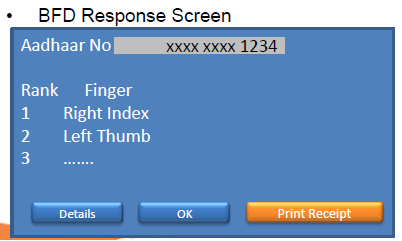 • BFD Response Screen
Aadhaar No xxxx xxxx 1234
Rank Finger
1 Right Index
2 Left Thumb
3 .......
Details OK Print Receipt